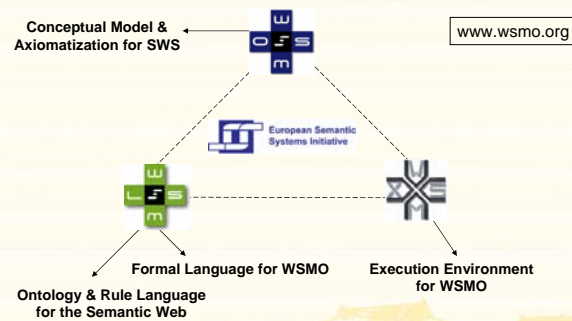 Conceptual Model &
Axiomatization for SWS
www.wsmo.org
W
O S S
m
European Semantic
Systems Initiative
W
L S S
m
W
X S
M
Formal Language for WSMO
Execution Environment
for WSMO
Ontology & Rule Language
for the Semantic Web